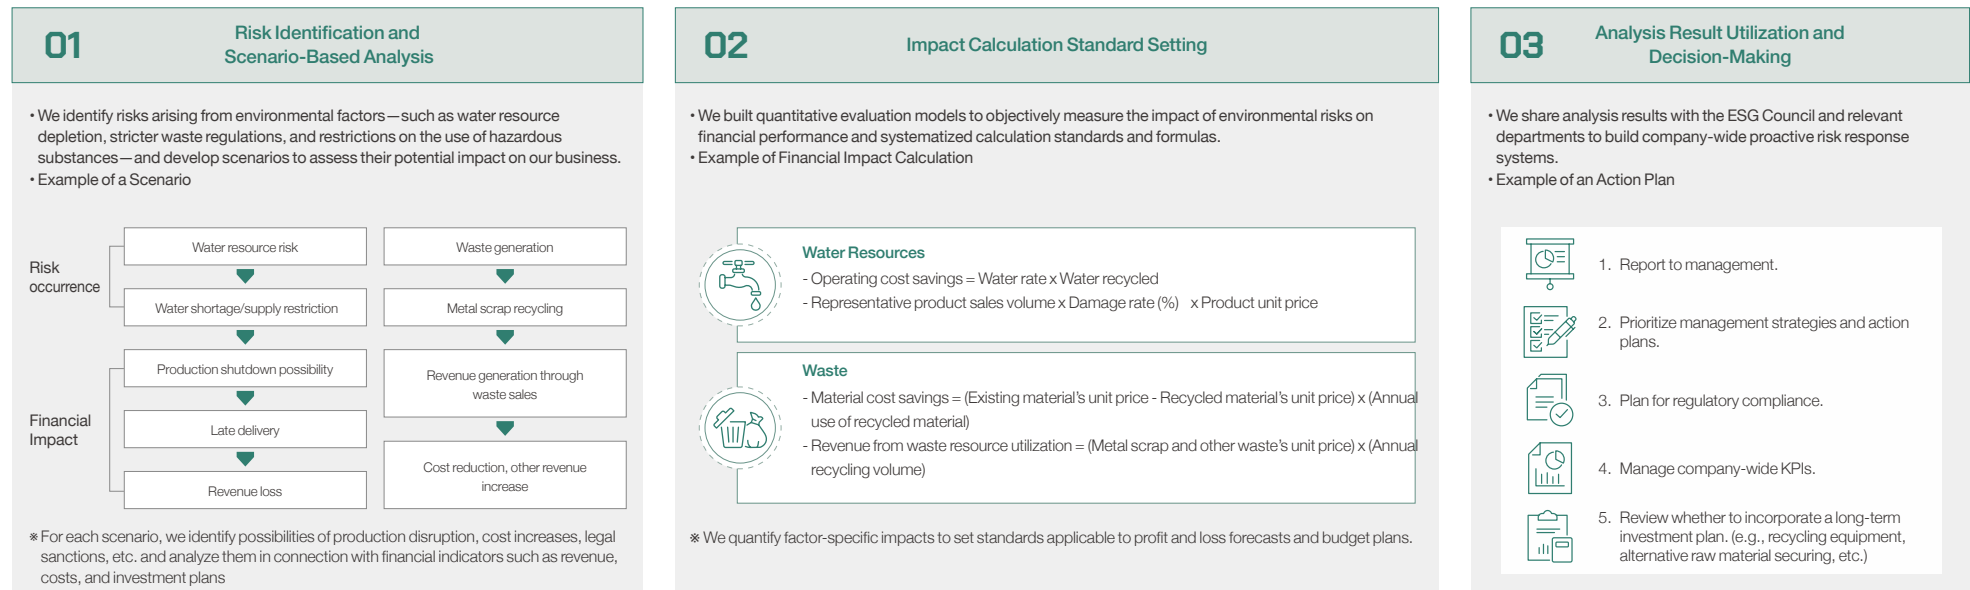 01
Risk Identification and
Scenario-Based Analysis
• We identify risks arising from environmental factors—such as water resource
depletion, stricter waste regulations, and restrictions on the use of hazardous
substances—and develop scenarios to assess their potential impact on our business.
• Example of a Scenario
Risk
occurrence
Water resource risk
Water shortage/supply restriction
Financial
Impact
Production shutdown possibility
Late delivery
Revenue loss
Waste generation
Metal scrap recycling
Revenue generation through
waste sales
Cost reduction, other revenue
increase
※ For each scenario, we identify possibilities of production disruption, cost increases, legal
sanctions, etc. and analyze them in connection with financial indicators such as revenue,
costs, and investment plans
02
Impact Calculation Standard Setting
• We built quantitative evaluation models to objectively measure the impact of environmental risks on
financial performance and systematized calculation standards and formulas.
• Example of Financial Impact Calculation
Water Resources
- Operating cost savings = Water rate x Water recycled
- Representative product sales volume x Damage rate (%) x Product unit price
Waste
- Material cost savings = (Existing material's unit price - Recycled material's unit price) x (Annual
use of recycled material)
- Revenue from waste resource utilization = (Metal scrap and other waste's unit price) x (Annual
recycling volume)
※ We quantify factor-specific impacts to set standards applicable to profit and loss forecasts and budget plans.
03
Analysis Result Utilization and
Decision-Making
• We share analysis results with the ESG Council and relevant
departments to build company-wide proactive risk response
systems.
• Example of an Action Plan
1. Report to management.
2. Prioritize management strategies and action
plans.
3. Plan for regulatory compliance.
4. Manage company-wide KPIs.
5. Review whether to incorporate a long-term
investment plan. (e.g., recycling equipment,
alternative raw material securing, etc.)